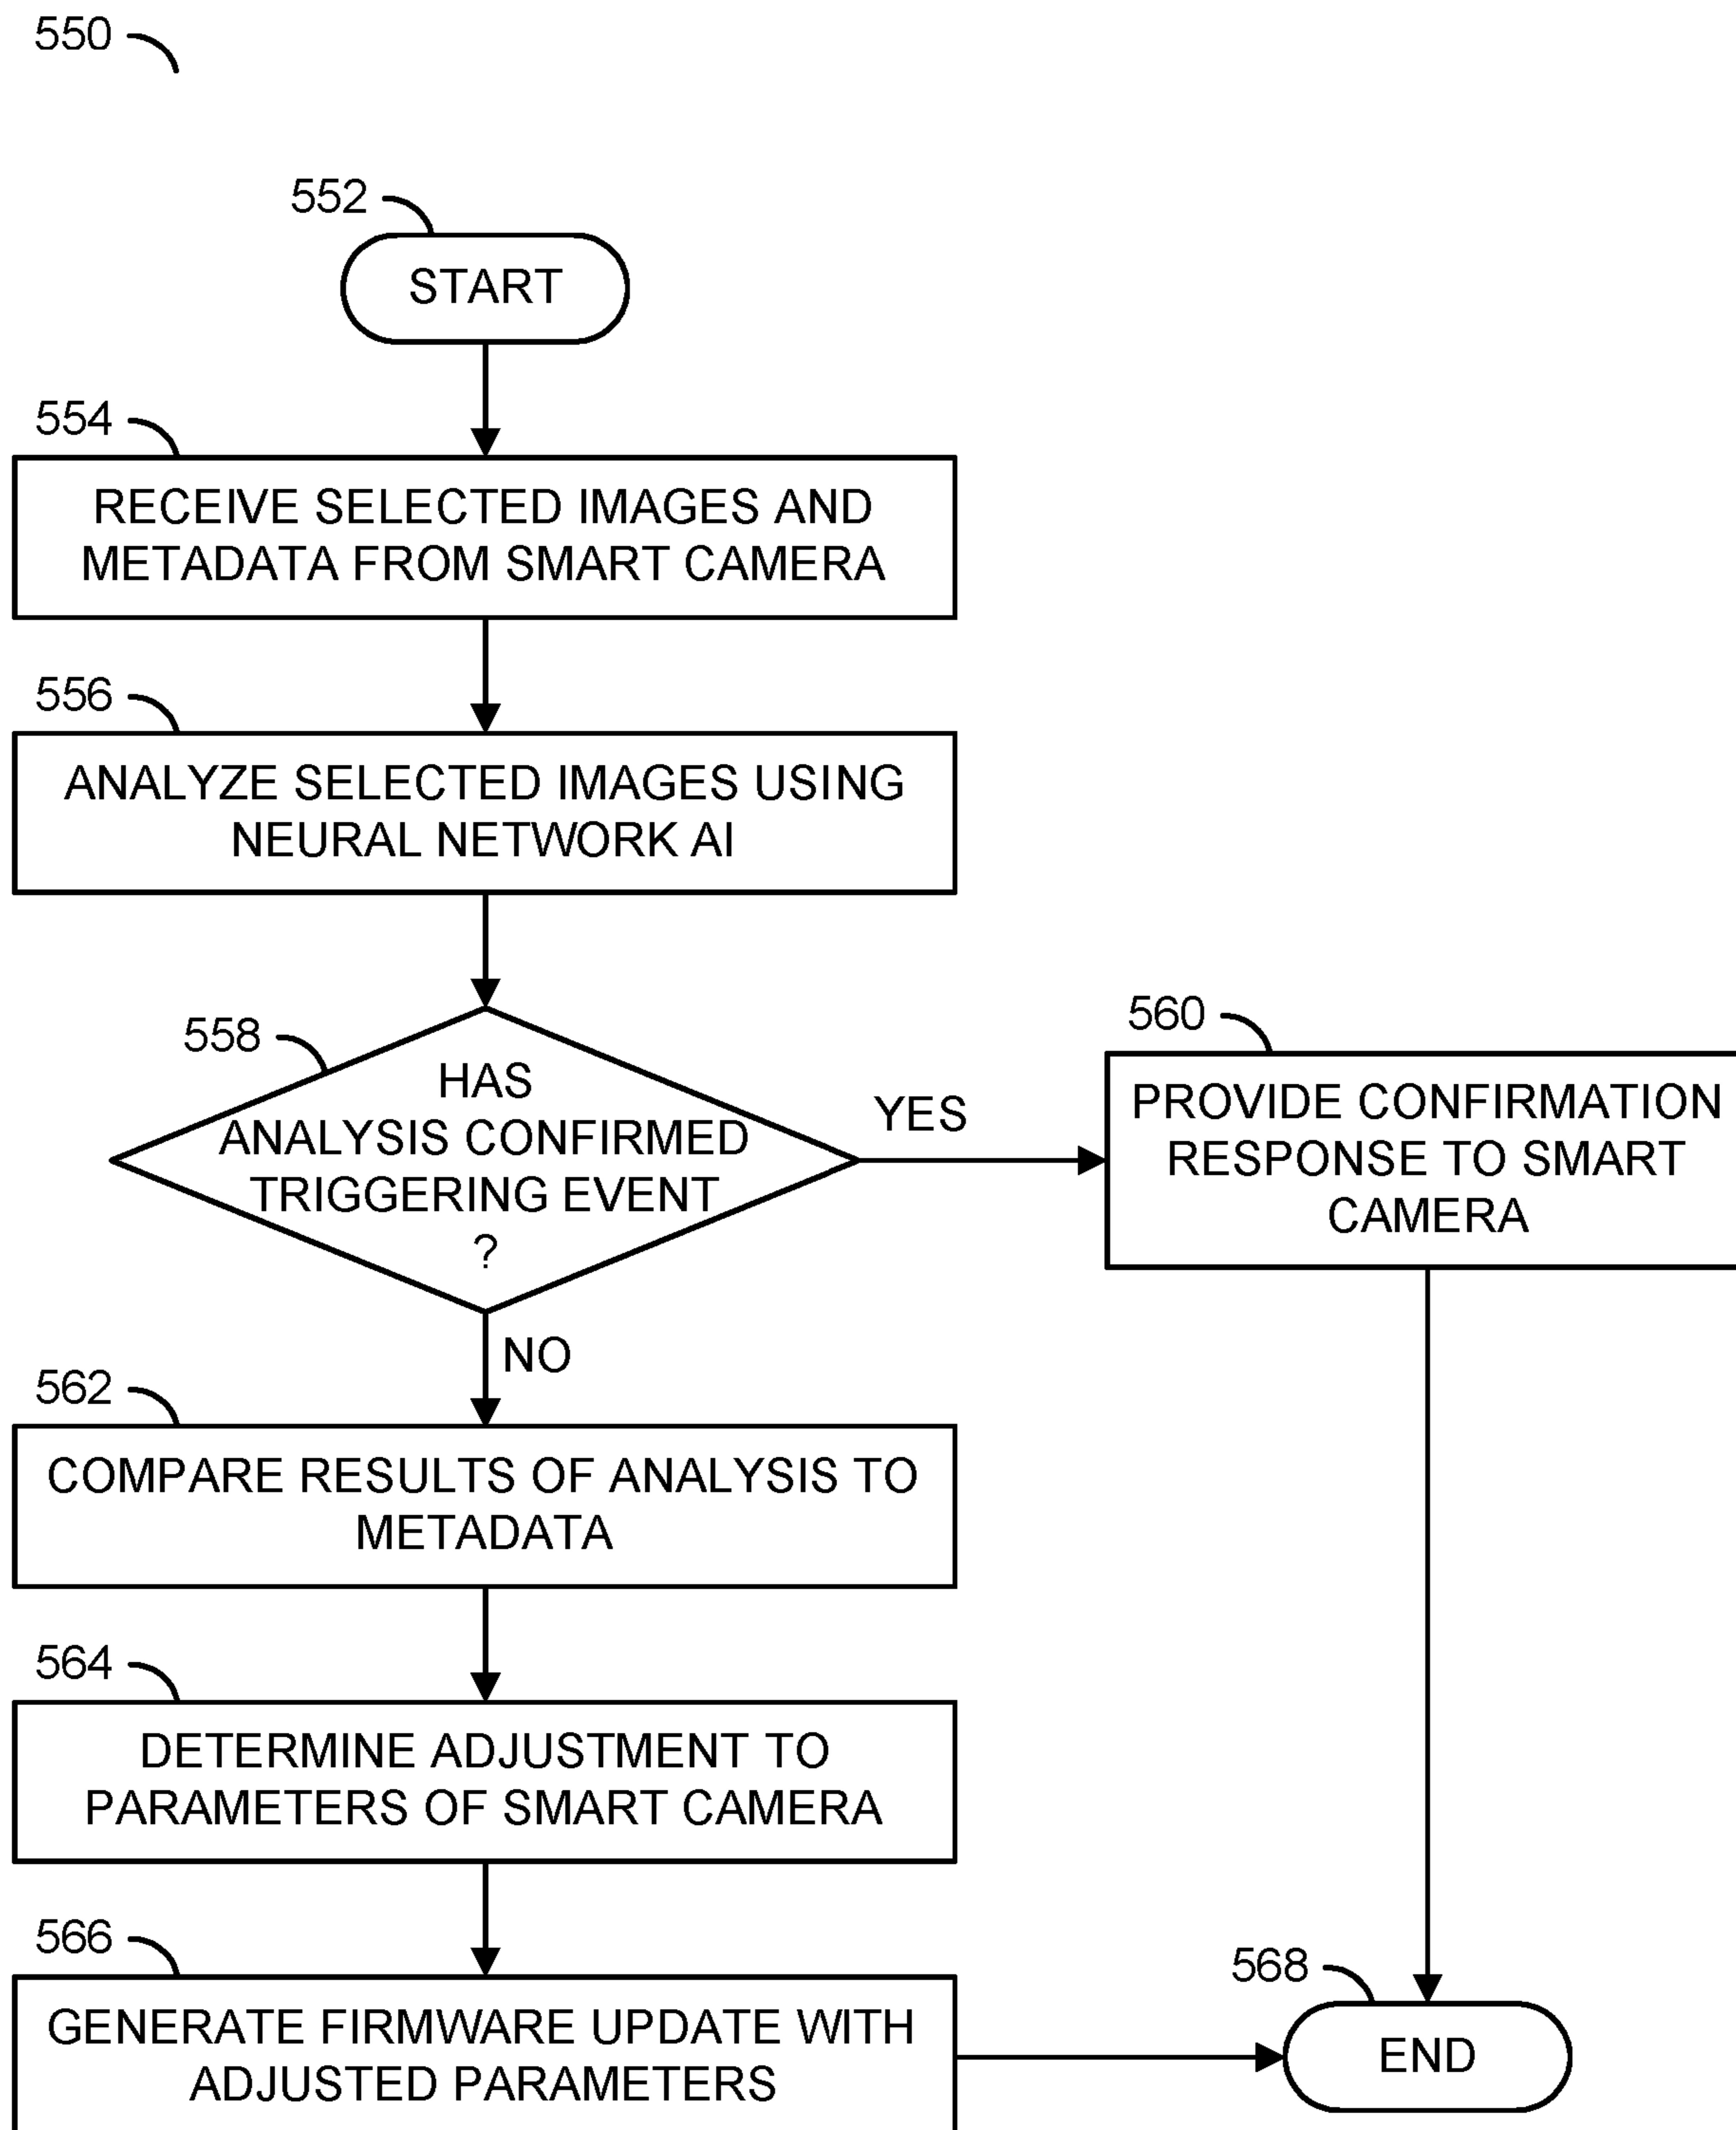 550
552
START
554
RECEIVE SELECTED IMAGES AND
METADATA FROM SMART CAMERA
556
ANALYZE SELECTED IMAGES USING
NEURAL NETWORK AI
558
HAS
ANALYSIS CONFIRMED
TRIGGERING EVENT
?
YES
560
PROVIDE CONFIRMATION
RESPONSE TO SMART
CAMERA
NO
562
COMPARE RESULTS OF ANALYSIS TO
METADATA
564
DETERMINE ADJUSTMENT TO
PARAMETERS OF SMART CAMERA
566
GENERATE FIRMWARE UPDATE WITH
ADJUSTED PARAMETERS
568
END